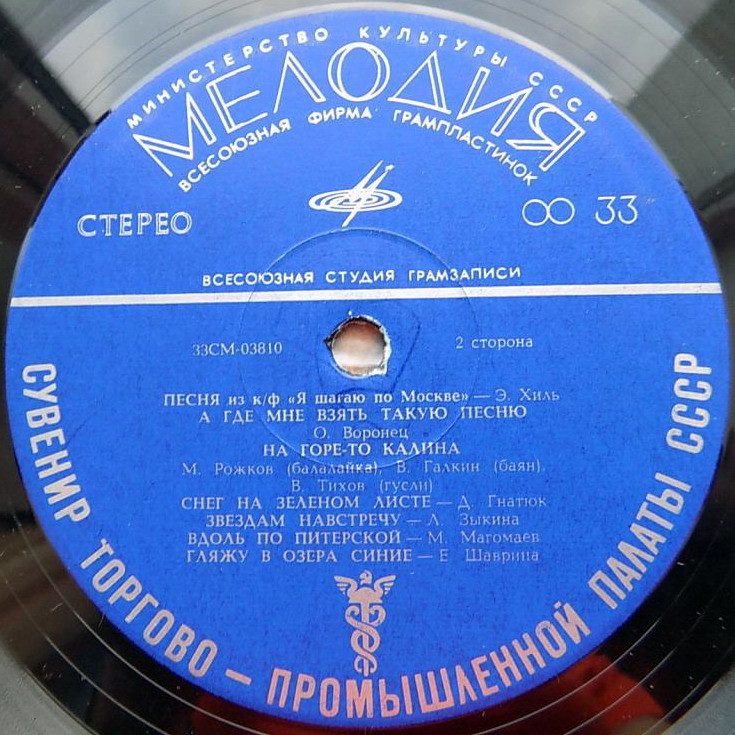 МИНИСТЕРСТВО КУЛЬТУРЫ СССР
МЕЛОДИЯ
ВСЕСОЮЗНАЯ ФИРМА ГРАМПЛАСТИНОК
СТЕРЕО
33
ВСЕСОЮЗНАЯ СТУДИЯ ГРАМЗАПИСИ
33СМ-03810
2 сторона
ПЕСНЯ из к/ф «Я шагаю по Москве» — Э. Хиль
А ГДЕ МНЕ ВЗЯТЬ ТАКУЮ ПЕСНЮ
О. Воронец
НА ГОРЕ-ТО КАЛИНА
М. Рожков (балалайка), В. Галкин (баян),
В. Тихов (гусли)
СНЕГ НА ЗЕЛЕНОМ ЛИСТЕ — Д. Гнатюк
ЗВЕЗДАМ НАВСТРЕЧУ — Л. Зыкина
ВДОЛЬ ПО ПИТЕРСКОЙ — М. Магомаев
ГЛЯЖУ В ОЗЕРА СИНИЕ — Е Шаврина
СУВЕНИР ТОРГОВО - ПРОМЫШЛЕННОЙ ПАЛАТЫ СССР